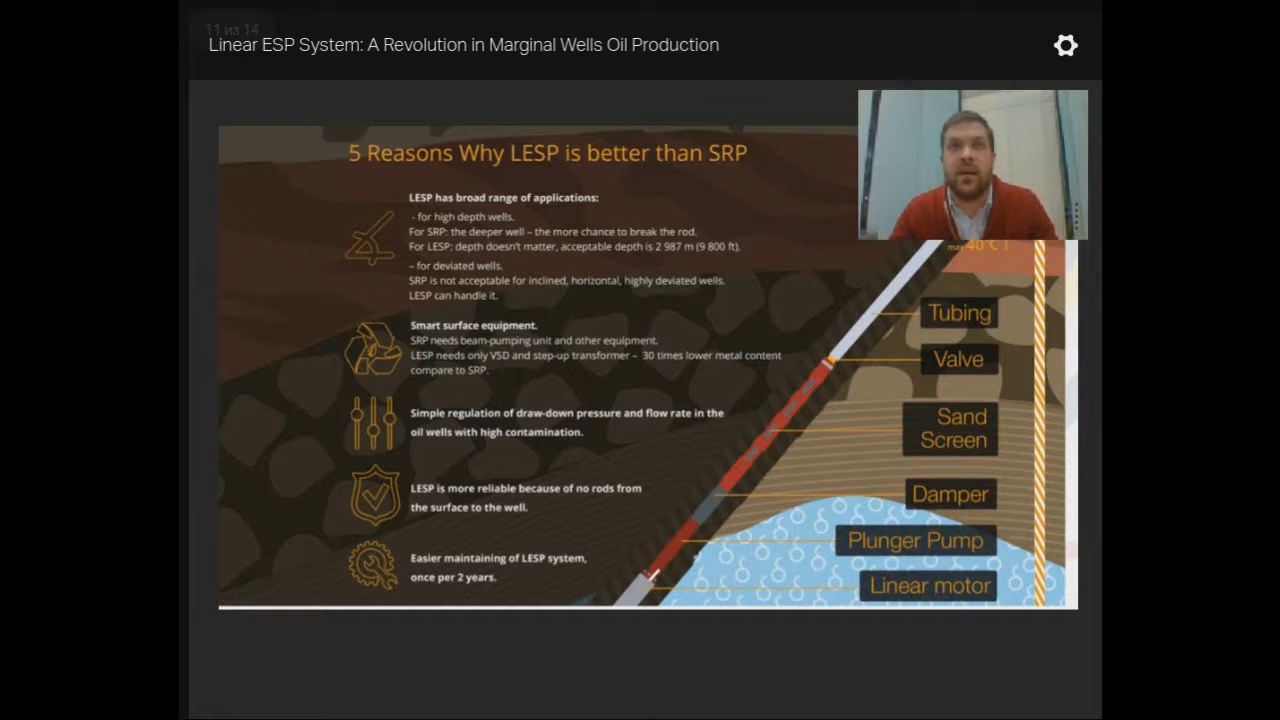 11 из 14
Linear ESP System: A Revolution in Marginal Wells Oil Production
5 Reasons Why LESP is better than SRP
LESP has broad range of applications:
- for high depth wells.
For SRP: the deeper well – the more chance to break the rod.
For LESP: depth doesn't matter, acceptable depth is 2 987 m (9 800 ft).
– for deviated wells.
SRP is not acceptable for inclined, horizontal, highly deviated wells.
LESP can handle it.
Smart surface equipment.
SRP needs beam-pumping unit and other equipment.
LESP needs only VSD and step-up transformer – 30 times lower metal content
compare to SRP.
Simple regulation of draw-down pressure and flow rate in the
oil wells with high contamination.
LESP is more reliable because of no rods from
the surface to the well.
Easier maintaining of LESP system,
once per 2 years.
max 40°C
Tubing
Valve
Sand
Screen
Damper
Plunger Pump
Linear motor